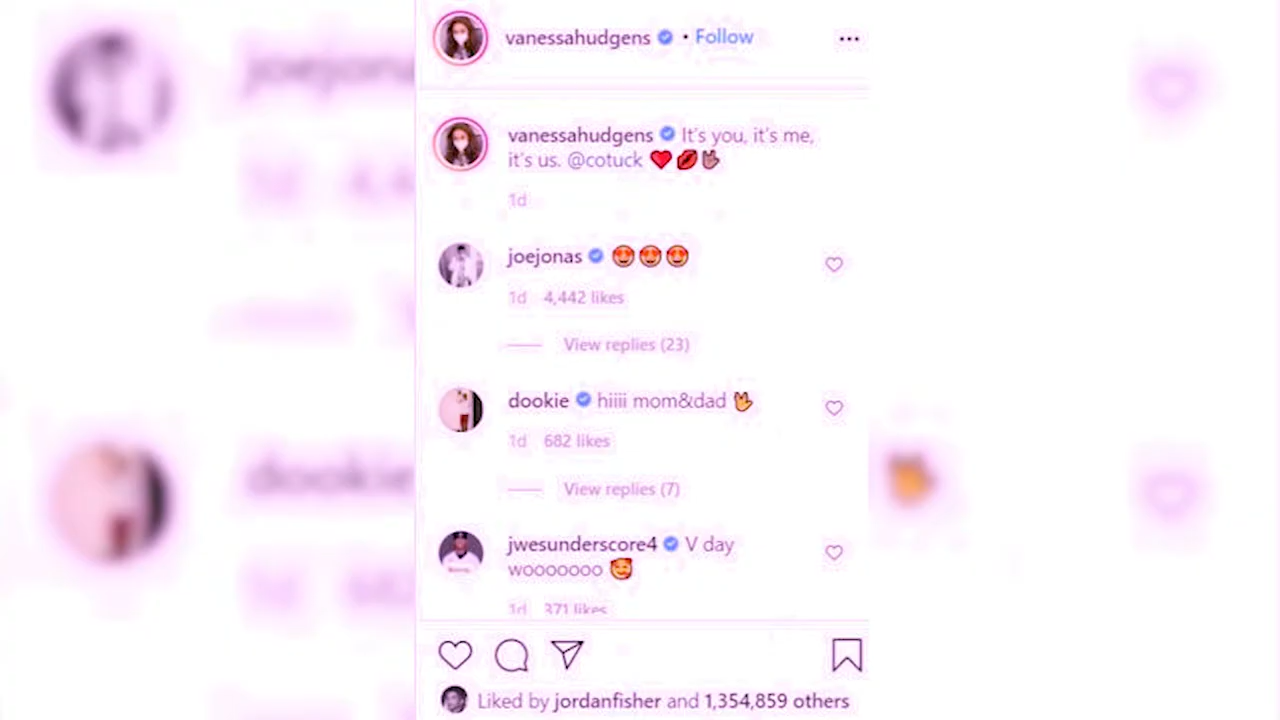 vanessahudgens • Follow
vanessahudgens It's you, it's me,
it's us. @cotuck ❤️💋🤟🏽
1d
joejonas 😍😍😍
1d 4,442 likes
View replies (23)
dookie hiiii mom&dad 🤟
1d 682 likes
View replies (7)
jwesunderscore4 V day
wooooooo 🥰
1d 371 likes
Liked by jordanfisher and 1,354,859 others
joejona
dookie